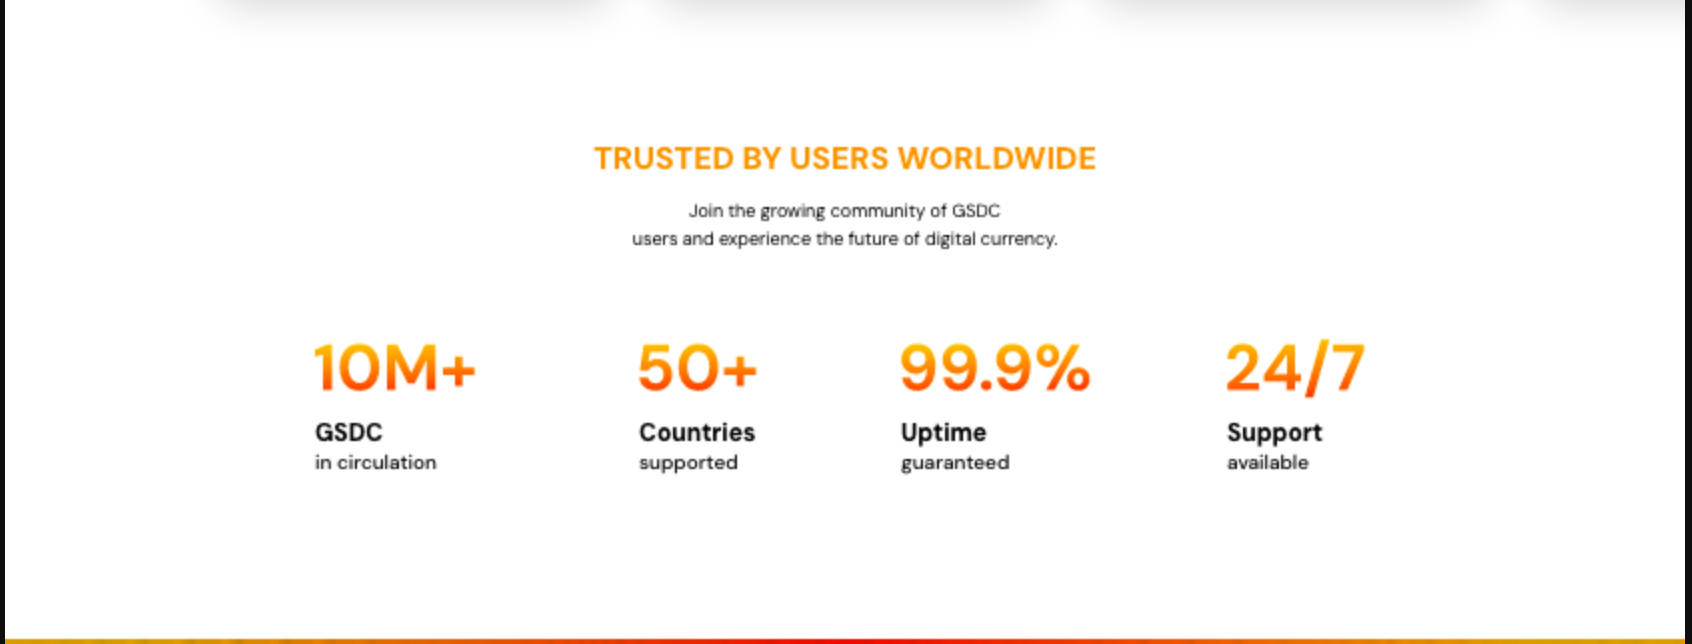 TRUSTED BY USERS WORLDWIDE
Join the growing community of GSDC
users and experience the future of digital currency.
10M+
GSDC
in circulation
50+
Countries
supported
99.9%
Uptime
guaranteed
24/7
Support
available